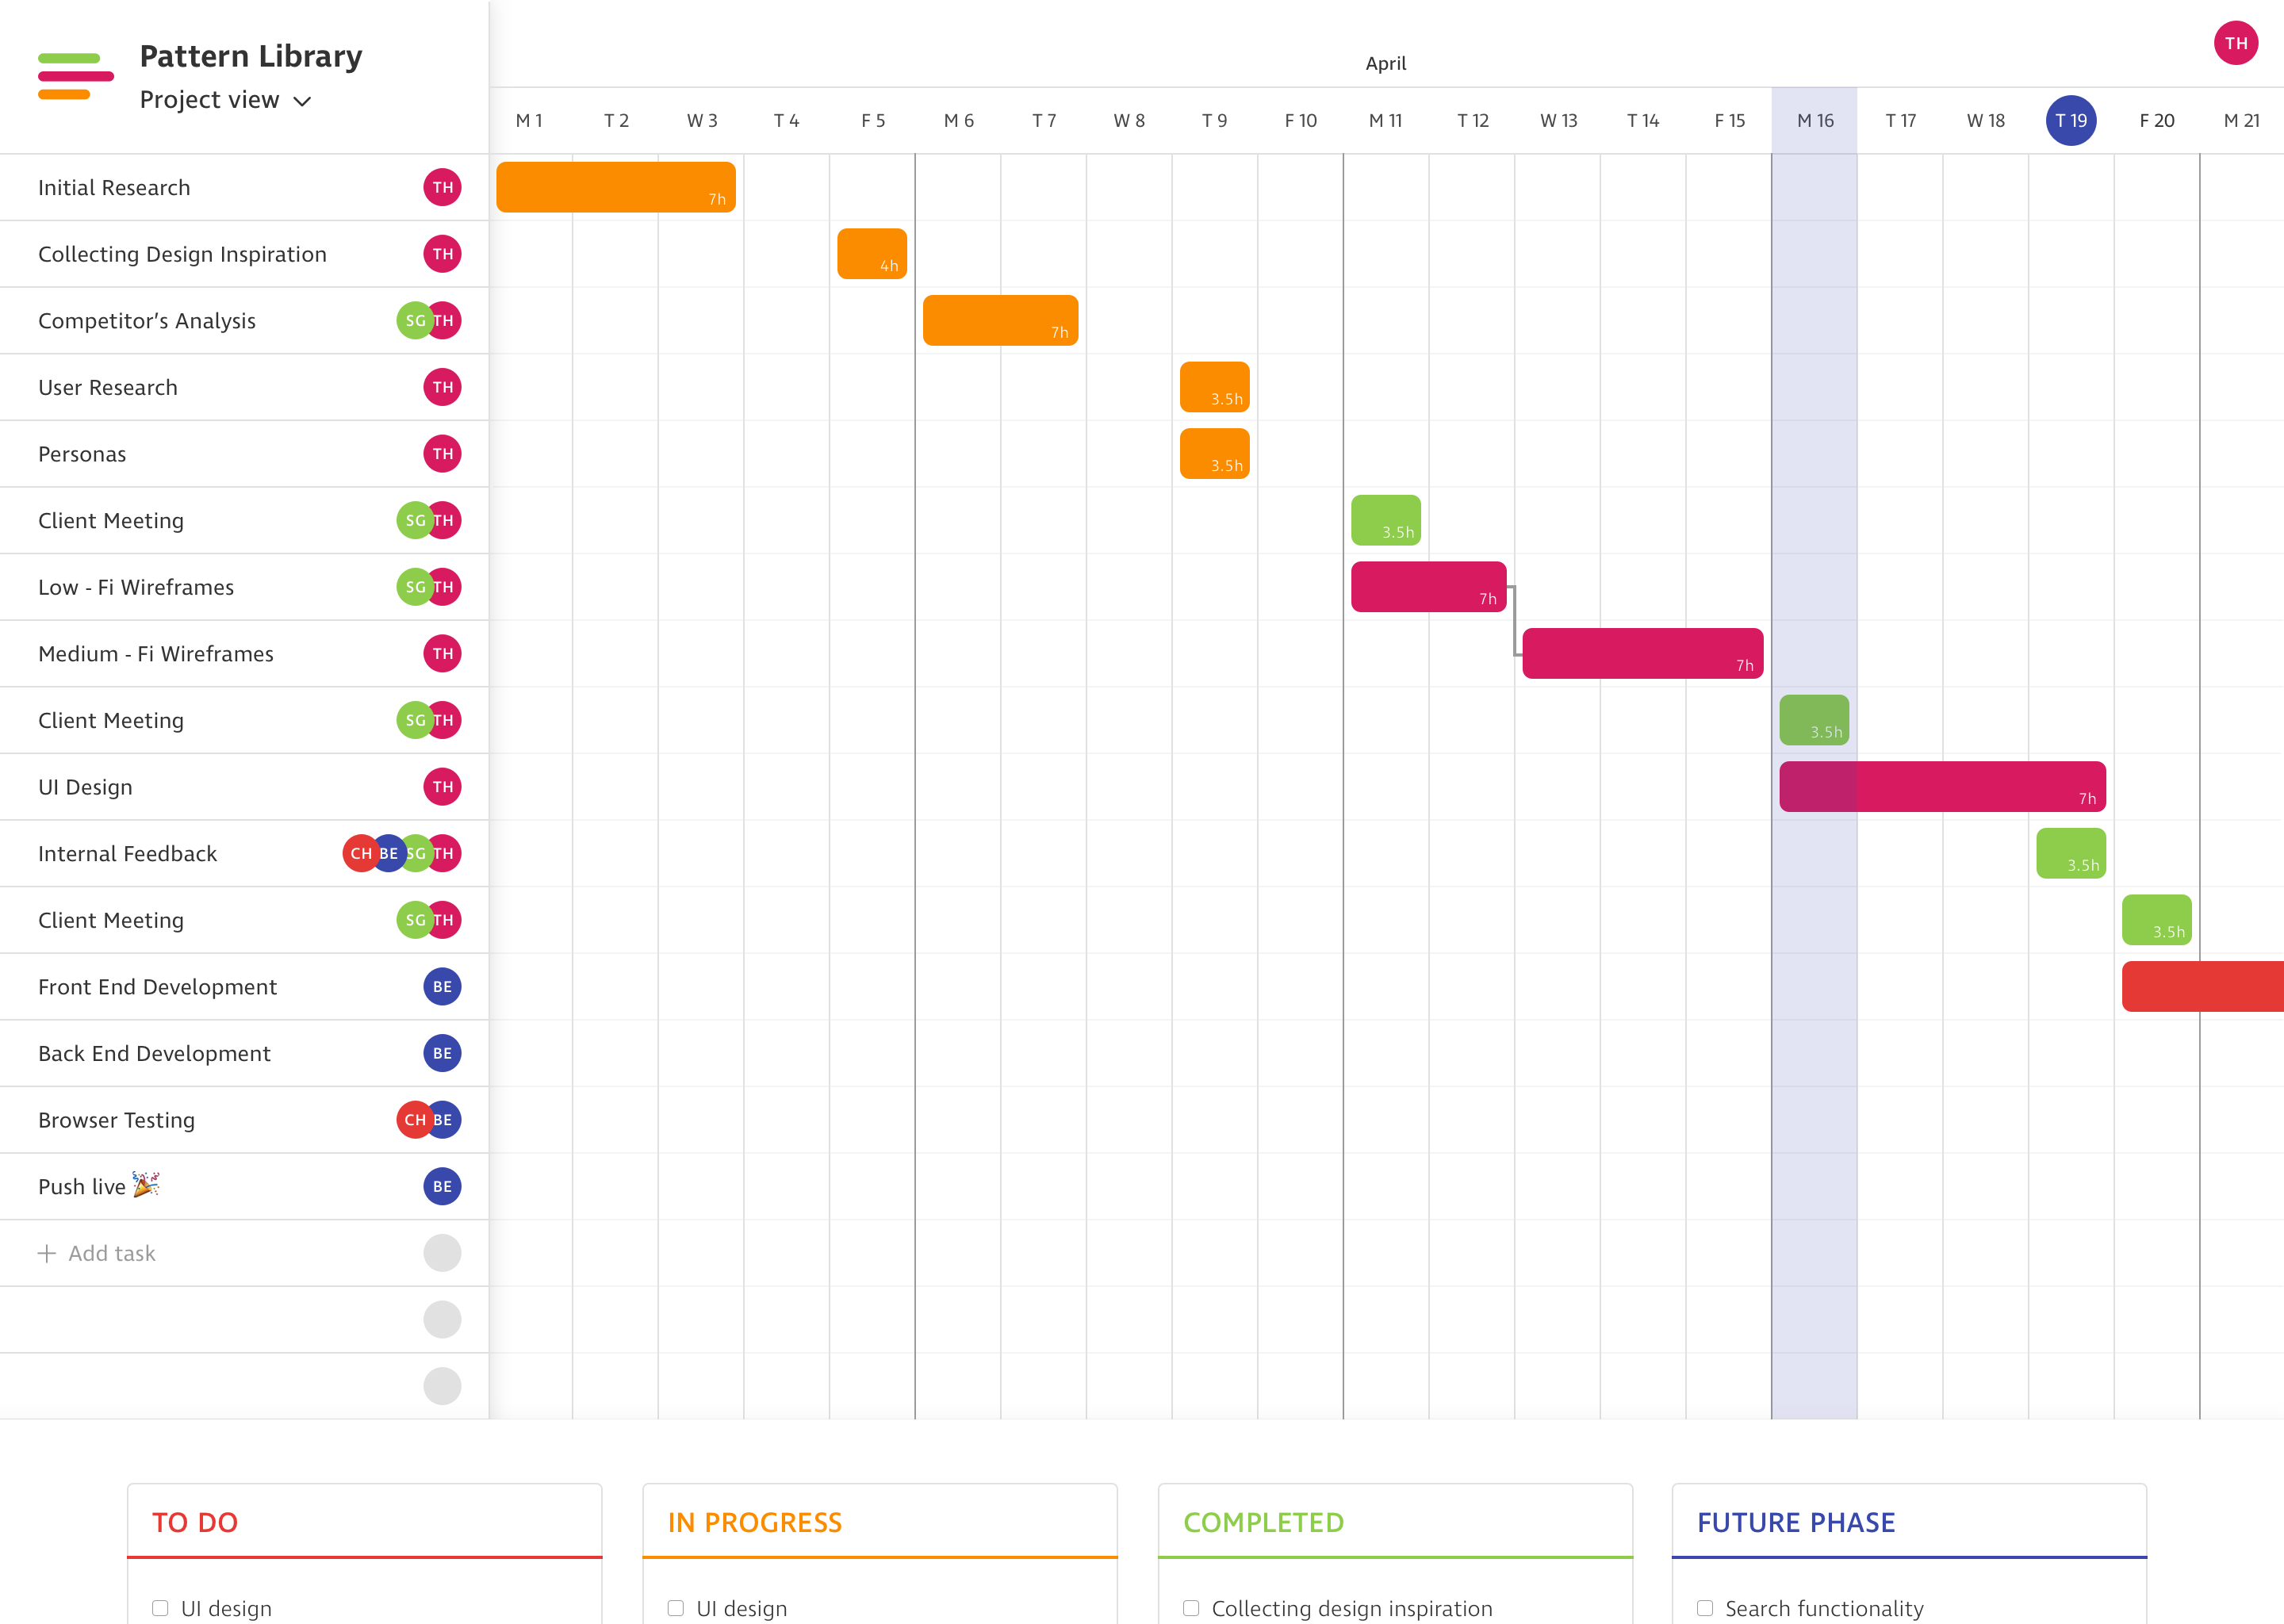 Pattern Library
Project view
April
TH
M 1 T 2 W 3 T 4 F 5 M 6 T 7 W 8 T 9 F 10 M 11 T 12 W 13 T 14 F 15 M 16 T 17 W 18 T 19 F 20 M 21
Initial Research TH 7h
Collecting Design Inspiration TH 4h
Competitor’s Analysis SG TH 7h
User Research TH 3.5h
Personas TH 3.5h
Client Meeting SG TH 3.5h
Low - Fi Wireframes SG TH 7h
Medium - Fi Wireframes TH 7h
Client Meeting SG TH 3.5h
UI Design TH 7h
Internal Feedback CH BE SG TH 3.5h
Client Meeting SG TH 3.5h
Front End Development BE
Back End Development BE
Browser Testing CH BE
Push live 🎉 BE
+ Add task
TO DO
UI design
IN PROGRESS
UI design
COMPLETED
Collecting design inspiration
FUTURE PHASE
Search functionality